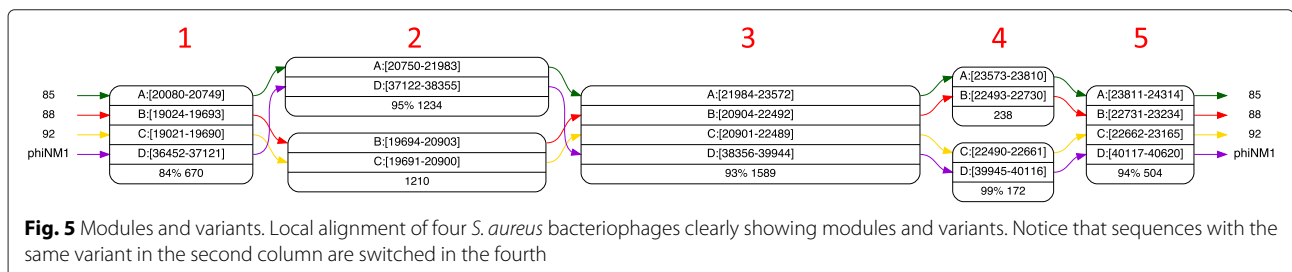 1 2 3 4 5
85
88
92
phiNM1
A:[20080-20749]
B:[19024-19693]
C:[19021-19690]
D:[36452-37121]
84% 670
A:[20750-21983]
D:[37122-38355]
95% 1234
B:[19694-20903]
C:[19691-20900]
1210
A:[21984-23572]
B:[20904-22492]
C:[20901-22489]
D:[38356-39944]
93% 1589
A:[23573-23810]
B:[22493-22730]
238
C:[22490-22661]
D:[39945-40116]
99% 172
A:[23811-24314]
B:[22731-23234]
C:[22662-23165]
D:[40117-40620]
94% 504
85
88
92
phiNM1
Fig. 5 Modules and variants. Local alignment of four S. aureus bacteriophages clearly showing modules and variants. Notice that sequences with the
same variant in the second column are switched in the fourth